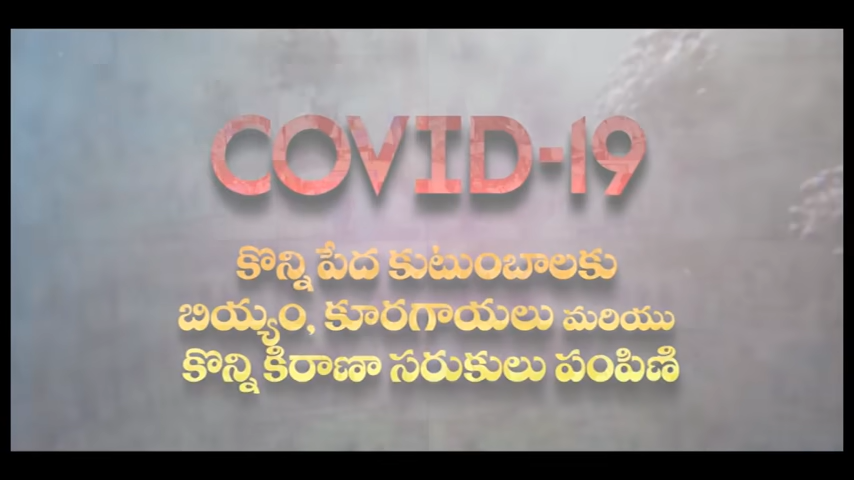 COVID-19
కొన్ని పేద కుటుంబాలకు
బియ్యం, కూరగాయలు మరియు
కొన్ని కిరాణా సరుకులు పంపిణి